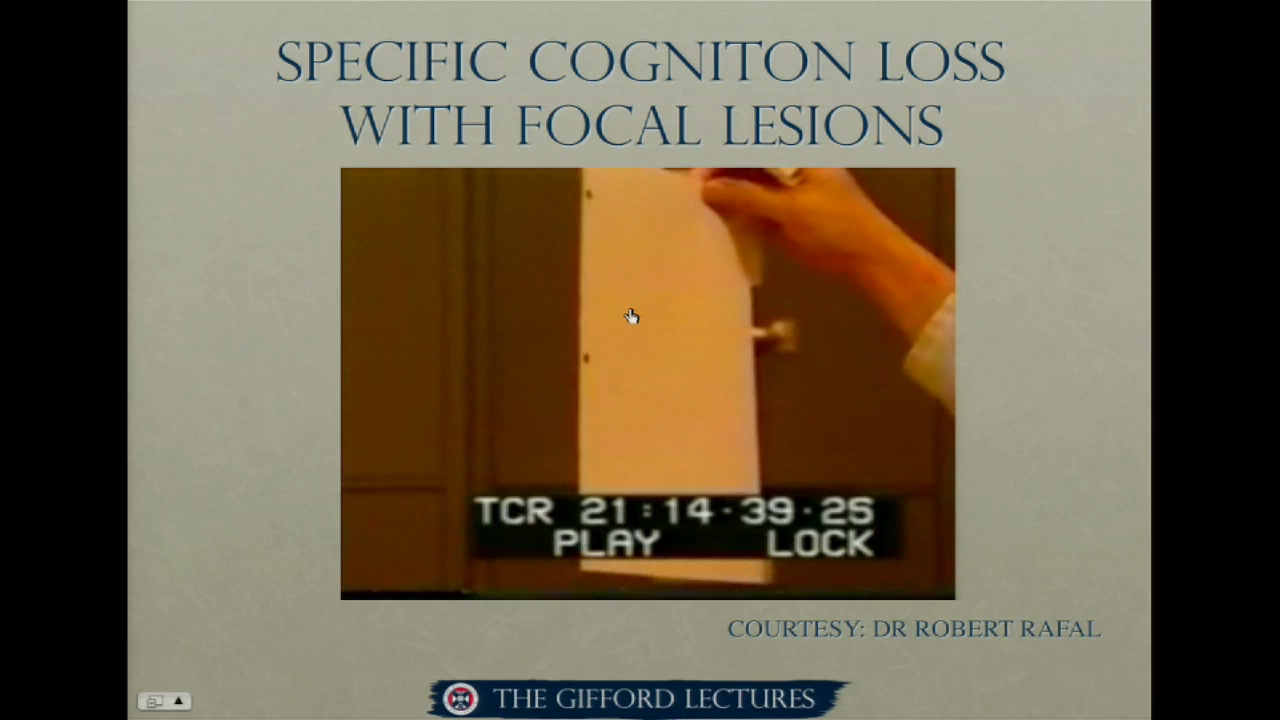 SPECIFIC COGNITON LOSS
WITH FOCAL LESIONS
TCR 21:14·39·25
PLAY LOCK
COURTESY: DR ROBERT RAFAL
THE GIFFORD LECTURES